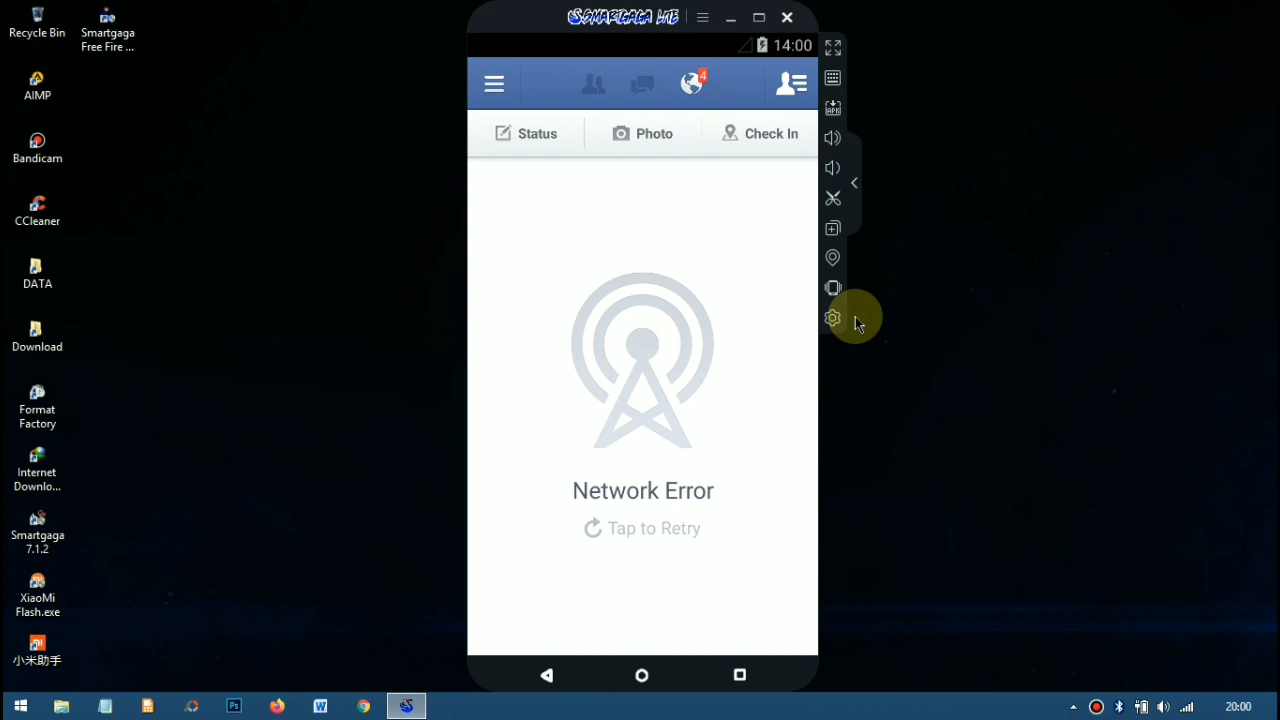 Recycle Bin
Smartgaga
Free Fire ...
AIMP
Bandicam
CCleaner
DATA
Download
Format
Factory
Internet
Downlo...
Smartgaga
7.1.2
XiaoMi
Flash.exe
小米助手
SMARTGAGA LITE
14:00
4
Status
Photo
Check In
Network Error
Tap to Retry
APK
Ps
W
20:00